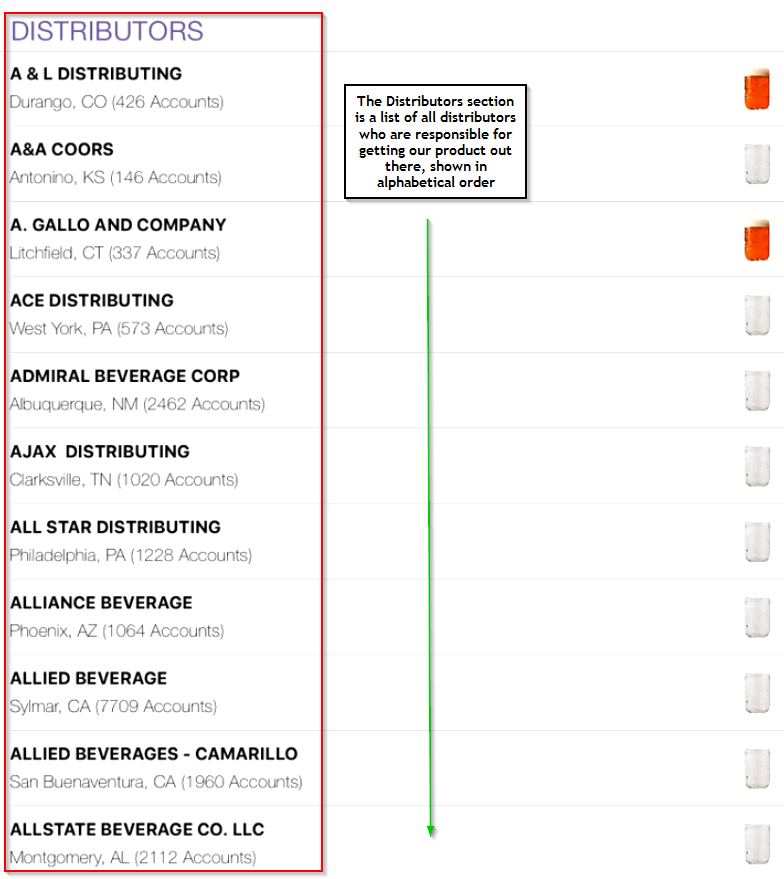 DISTRIBUTORS
A & L DISTRIBUTING
Durango, CO (426 Accounts)
The Distributors section
is a list of all distributors
who are responsible for
getting our product out
there, shown in
alphabetical order
A&A COORS
Antonino, KS (146 Accounts)
A. GALLO AND COMPANY
Litchfield, CT (337 Accounts)
ACE DISTRIBUTING
West York, PA (573 Accounts)
ADMIRAL BEVERAGE CORP
Albuquerque, NM (2462 Accounts)
AJAX  DISTRIBUTING
Clarksville, TN (1020 Accounts)
ALL STAR DISTRIBUTING
Philadelphia, PA (1228 Accounts)
ALLIANCE BEVERAGE
Phoenix, AZ (1064 Accounts)
ALLIED BEVERAGE
Sylmar, CA (7709 Accounts)
ALLIED BEVERAGES - CAMARILLO
San Buenaventura, CA (1960 Accounts)
ALLSTATE BEVERAGE CO. LLC
Montgomery, AL (2112 Accounts)